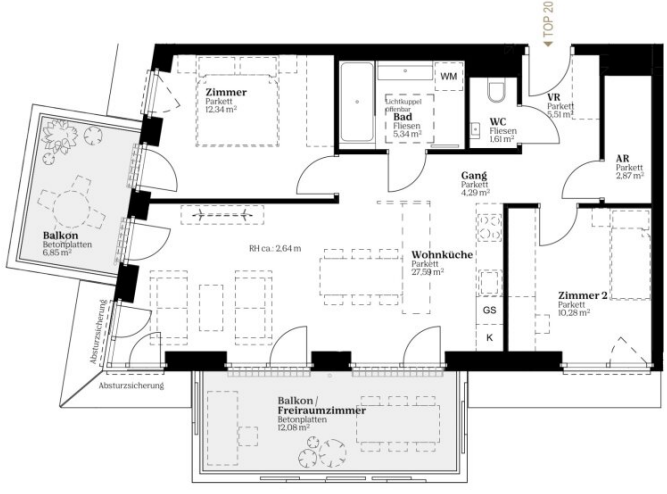 TOP 20
Zimmer
Parkett
12,34 m²
Lichtkuppel
offenbar
Bad
Fliesen
5,34 m²
WM
WC
Fliesen
1,61 m²
VR
Parkett
5,51 m²
AR
Parkett
2,87 m²
Gang
Parkett
4,29 m²
Balkon
Betonplatten
6,85 m²
RH ca.: 2,64 m
Wohnküche
Parkett
27,59 m²
GS
K
Zimmer 2
Parkett
10,28 m²
Absturzsicherung
Absturzsicherung
Balkon/
Freiraumzimmer
Betonplatten
12,08 m²